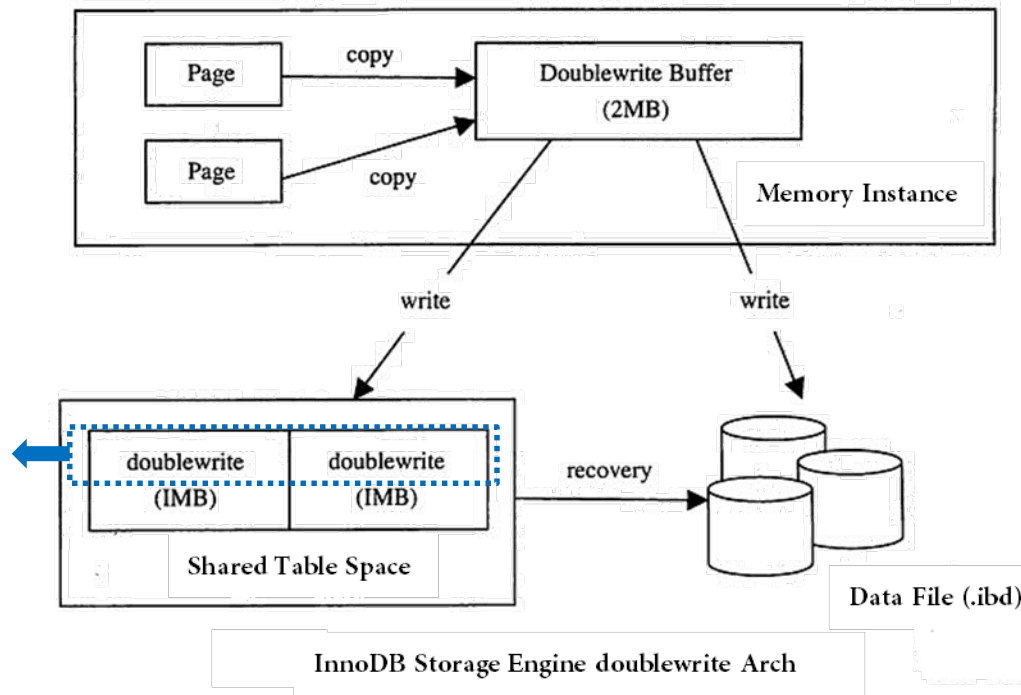 Page
copy
Doublewrite Buffer
(2MB)
Page
copy
Memory Instance
write
write
doublewrite
(IMB)
doublewrite
(IMB)
recovery
Shared Table Space
Data File (.ibd)
InnoDB Storage Engine doublewrite Arch